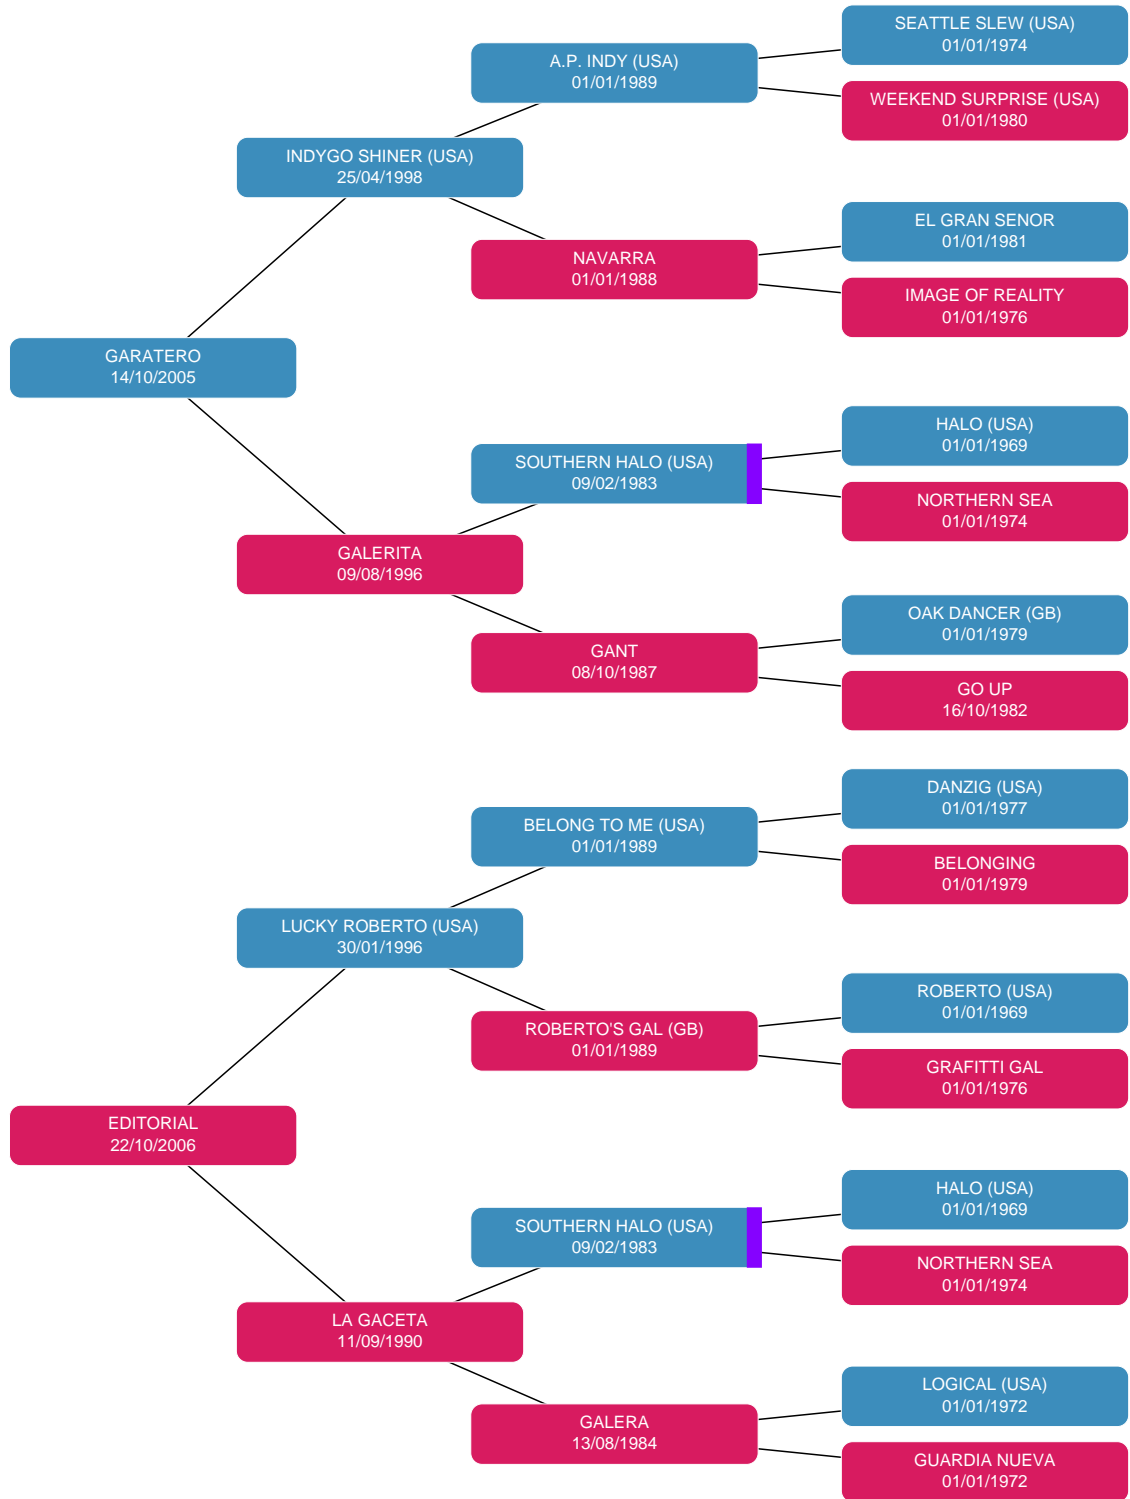 SEATTLE SLEW (USA)
01/01/1974
A.P. INDY (USA)
01/01/1989
WEEKEND SURPRISE (USA)
01/01/1980
INDYGO SHINER (USA)
25/04/1998
EL GRAN SENOR
01/01/1981
NAVARRA
01/01/1988
IMAGE OF REALITY
01/01/1976
GARATERO
14/10/2005
HALO (USA)
01/01/1969
SOUTHERN HALO (USA)
09/02/1983
NORTHERN SEA
01/01/1974
GALERITA
09/08/1996
OAK DANCER (GB)
01/01/1979
GANT
08/10/1987
GO UP
16/10/1982
DANZIG (USA)
01/01/1977
BELONG TO ME (USA)
01/01/1989
BELONGING
01/01/1979
LUCKY ROBERTO (USA)
30/01/1996
ROBERTO (USA)
01/01/1969
ROBERTO'S GAL (GB)
01/01/1989
GRAFITTI GAL
01/01/1976
EDITORIAL
22/10/2006
HALO (USA)
01/01/1969
SOUTHERN HALO (USA)
09/02/1983
NORTHERN SEA
01/01/1974
LA GACETA
11/09/1990
LOGICAL (USA)
01/01/1972
GALERA
13/08/1984
GUARDIA NUEVA
01/01/1972